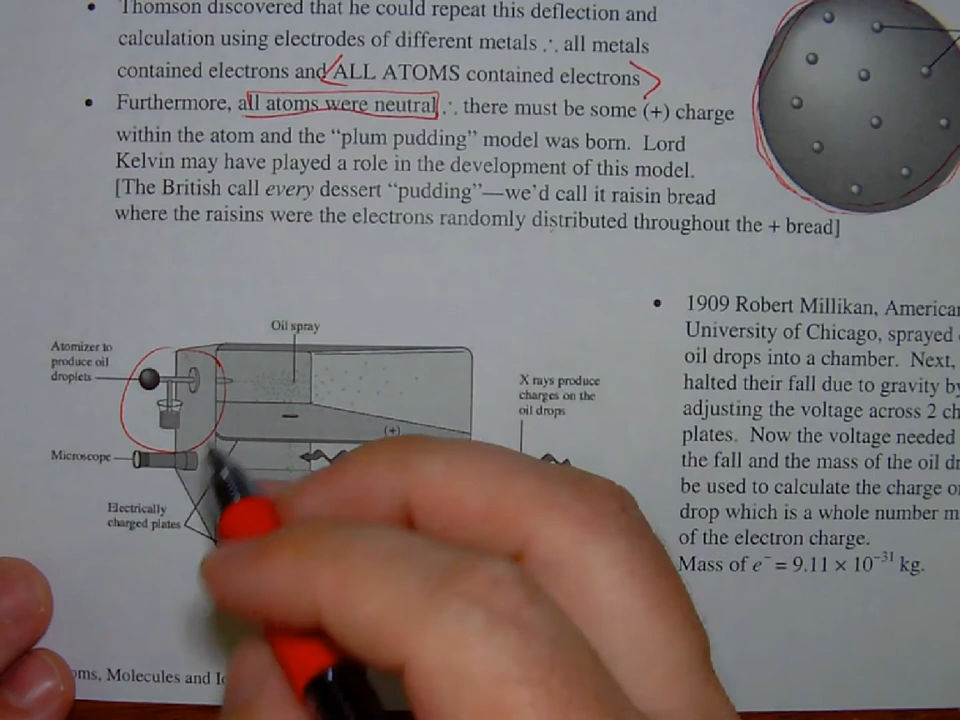 • Thomson discovered that he could repeat this deflection and
calculation using electrodes of different metals ∴ all metals
contained electrons and ALL ATOMS contained electrons
• Furthermore, all atoms were neutral ∴ there must be some (+) charge
within the atom and the “plum pudding” model was born. Lord
Kelvin may have played a role in the development of this model.
[The British call every dessert “pudding”—we’d call it raisin bread
where the raisins were the electrons randomly distributed throughout the + bread]
Oil spray
Atomizer to
produce oil
droplets
Microscope
Electrically
charged plates
(+)
X rays produce
charges on the
oil drops
• 1909 Robert Millikan, America
University of Chicago, sprayed
oil drops into a chamber. Next,
halted their fall due to gravity by
adjusting the voltage across 2 ch
plates. Now the voltage needed
the fall and the mass of the oil dr
be used to calculate the charge o
drop which is a whole number m
of the electron charge.
Mass of e⁻ = 9.11 × 10⁻³¹ kg.
oms, Molecules and I